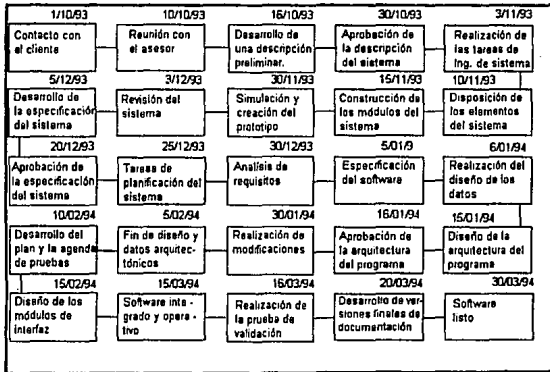 1/10/93 10/10/93 16/10/93 30/10/93 3/11/93
Contacto con
el cliente
Reunión con
el asesor
Desarrollo de
una descripción
preliminar.
Aprobación de
la descripción
del sistema
Realización de
las tareas de
Ing. de sistema
5/12/93 3/12/93 30/11/93 15/11/93 10/11/93
Desarrollo de
la especificación
del sistema
Revisión del
sistema
Simulación y
creación del
prototipo
Construcción de
los módulos del
sistema
Disposición de
los elementos
del sistema
20/12/93 25/12/93 30/12/93 5/01/9 6/01/94
Aprobación de
la especificación
del sistema
Tareas de
planificación del
sistema
Analisis de
requisitos
Especificación
del software
Realización del
diseño de los
datos
10/02/94 5/02/94 30/01/94 16/01/94 15/01/94
Desarrollo del
plan y la agenda
de pruebas
Fin de diseño y
datos arquitec-
tónicos
Realización de
modificaciones
Aprobación de
la arquitectura
del programa
Diseño de la
arquitectura del
programa
15/02/94 15/03/94 16/03/94 20/03/94 30/03/94
Diseño de los
módulos de
interfaz
Software inte-
grado y opera-
tivo
Realización de
la prueba de
validación
Desarrollo de ver-
siones finales de
documentación
Software
listo